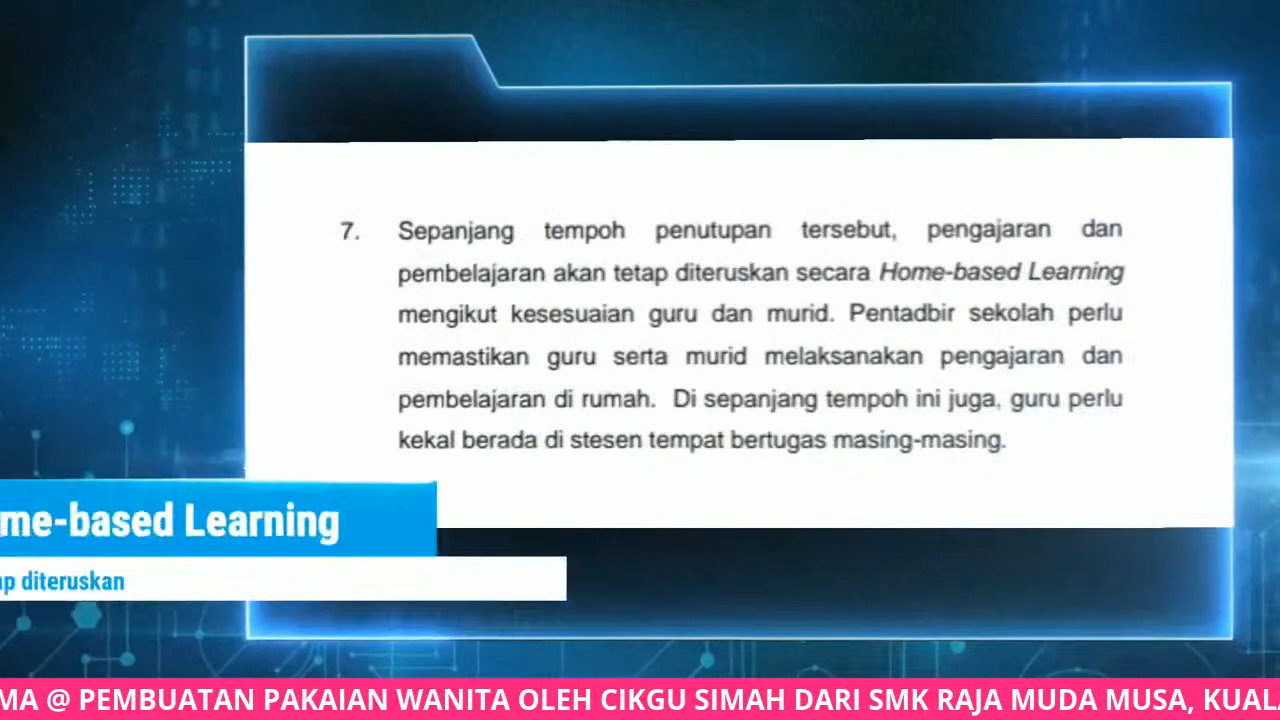 7. Sepanjang tempoh penutupan tersebut, pengajaran dan
pembelajaran akan tetap diteruskan secara Home-based Learning
mengikut kesesuaian guru dan murid. Pentadbir sekolah perlu
memastikan guru serta murid melaksanakan pengajaran dan
pembelajaran di rumah. Di sepanjang tempoh ini juga, guru perlu
kekal berada di stesen tempat bertugas masing-masing.
me-based Learning
ap diteruskan
MA @ PEMBUATAN PAKAIAN WANITA OLEH CIKGU SIMAH DARI SMK RAJA MUDA MUSA, KUALA